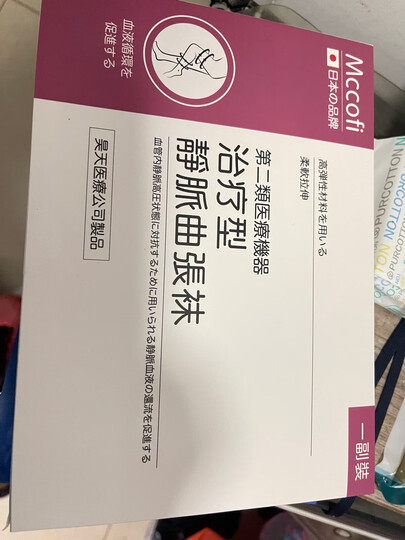 Mccofi
日本の品牌
血液循環を
促進する
高弾性材料を用いる
柔軟拉伸
第二類医療機器
治疗型
靜脈曲張袜
血管内静脈高圧状態に対抗するために用いられる静脈血液の還流を促進する
昊天医療公司製品
一副裝
COTTON